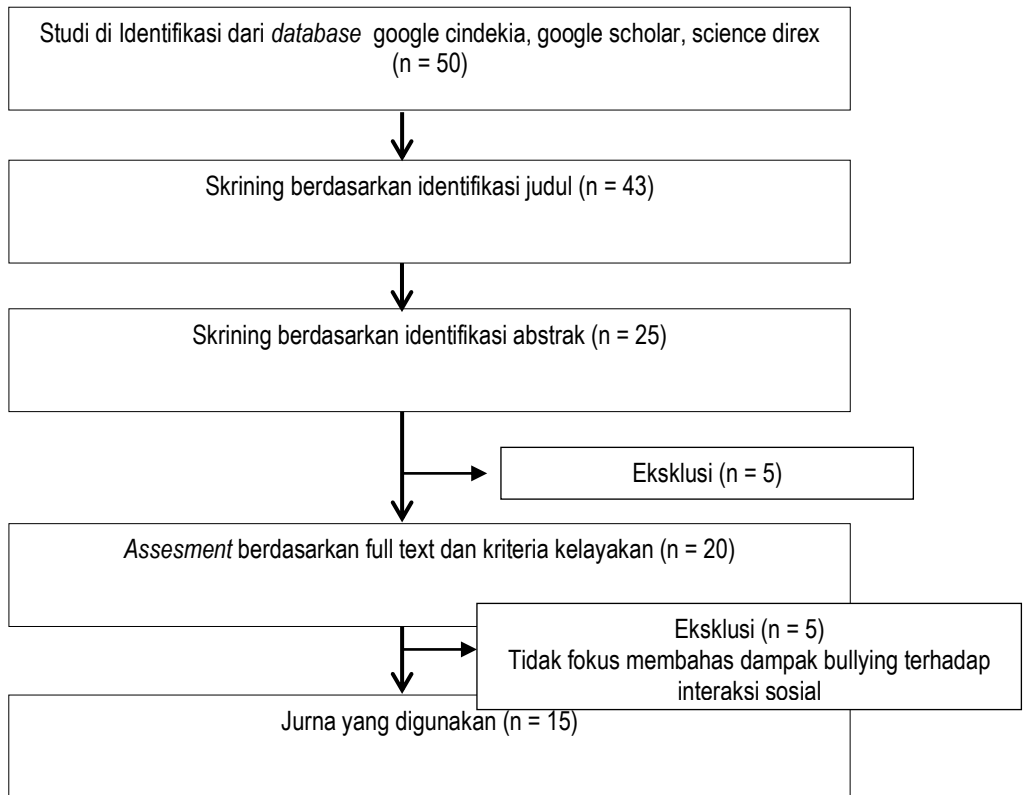 Studi di Identifikasi dari database google cindekia, google scholar, science direx
(n = 50)
Skrining berdasarkan identifikasi judul (n = 43)
Skrining berdasarkan identifikasi abstrak (n = 25)
Eksklusi (n = 5)
Assesment berdasarkan full text dan kriteria kelayakan (n = 20)
Eksklusi (n = 5)
Tidak fokus membahas dampak bullying terhadap
interaksi sosial
Jurna yang digunakan (n = 15)